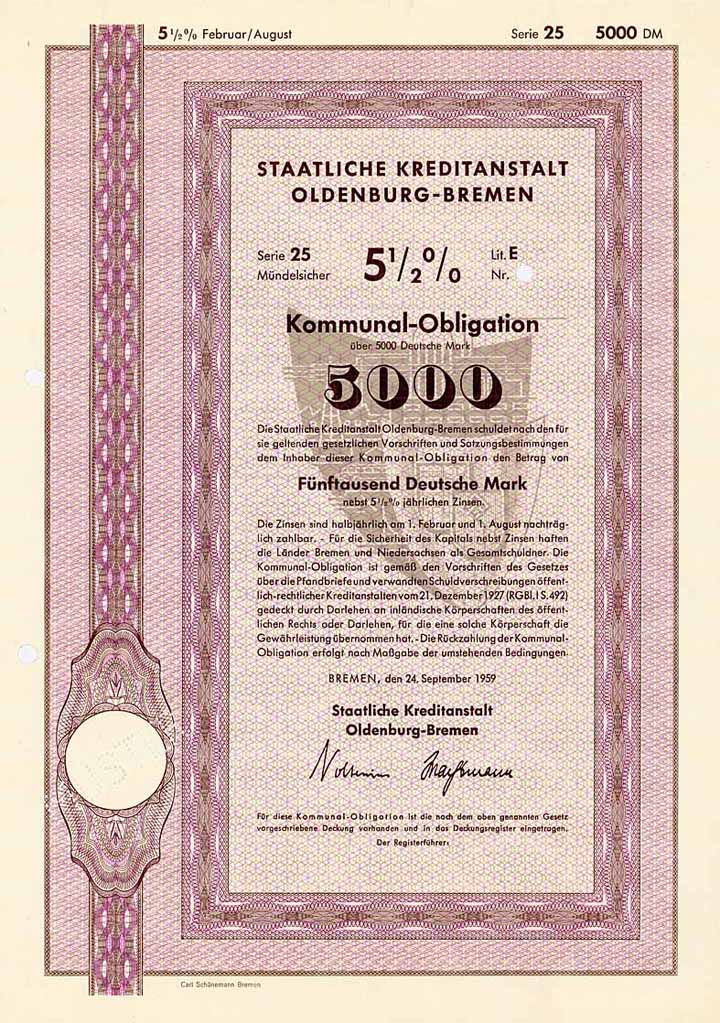 5 1/2 % Februar/August Serie 25 5000 DM
STAATLICHE KREDITANSTALT
OLDENBURG-BREMEN
Serie 25 5 1/2 % Lit. E
Mündelsicher Nr.
Kommunal-Obligation
über 5000 Deutsche Mark
5000
Die Staatliche Kreditanstalt Oldenburg-Bremen schuldet nach den für
sie geltenden gesetzlichen Vorschriften und Satzungsbestimmungen
dem Inhaber dieser Kommunal-Obligation den Betrag von
Fünftausend Deutsche Mark
nebst 5 1/2 % jährlichen Zinsen.
Die Zinsen sind halbjährlich am 1. Februar und 1. August nachträg-
lich zahlbar. - Für die Sicherheit des Kapitals nebst Zinsen haften
die Länder Bremen und Niedersachsen als Gesamtschuldner. Die
Kommunal-Obligation ist gemäß den Vorschriften des Gesetzes
über die Pfandbriefe und verwandten Schuldverschreibungen öffent-
lich-rechtlicher Kreditanstalten vom 21. Dezember 1927 (RGBl, I S. 492)
gedeckt durch Darlehen an inländische Körperschaften des öffent-
lichen Rechts oder Darlehen, für die eine solche Körperschaft die
Gewährleistung übernommen hat. - Die Rückzahlung der Kommunal-
Obligation erfolgt nach Maßgabe der umstehenden Bedingungen.
BREMEN, den 24. September 1959
Staatliche Kreditanstalt
Oldenburg-Bremen
Für diese Kommunal-Obligation ist die nach dem oben genannten Gesetz
vorgeschriebene Deckung vorhanden und in das Deckungsregister eingetragen.
Der Registerführer:
Carl Schünemann Bremen